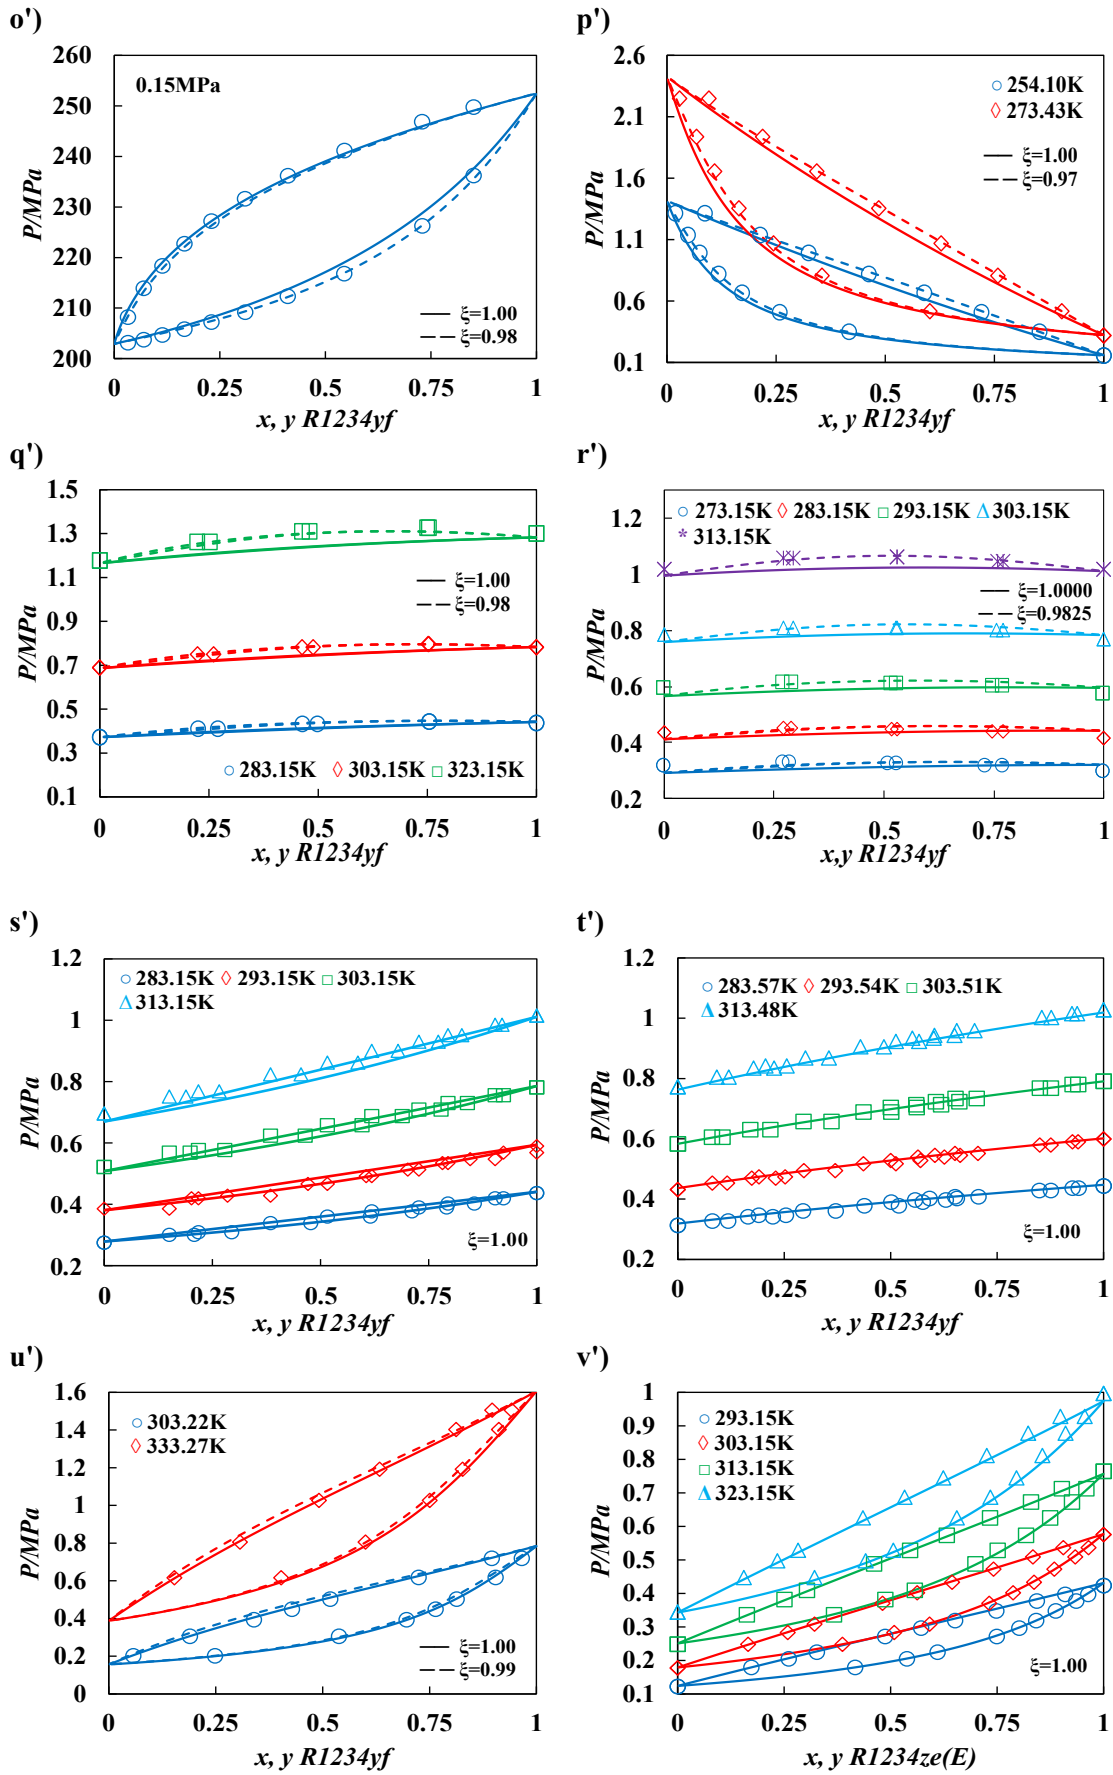 o')
260
250
240
230
220
210
200
P/MPa
0.15MPa
ξ=1.00
ξ=0.98
0 0.25 0.5 0.75 1
x, y R1234yf
p')
2.6
2.1
1.6
1.1
0.6
0.1
P/MPa
254.10K
273.43K
ξ=1.00
ξ=0.97
0 0.25 0.5 0.75 1
x, y R1234yf
q')
1.5
1.3
1.1
0.9
0.7
0.5
0.3
0.1
P/MPa
ξ=1.00
ξ=0.98
283.15K 303.15K 323.15K
0 0.25 0.5 0.75 1
x, y R1234yf
r')
1.2
1
0.8
0.6
0.4
0.2
P/MPa
273.15K 283.15K 293.15K 303.15K
313.15K
ξ=1.0000
ξ=0.9825
0 0.25 0.5 0.75 1
x,y R1234yf
s')
1.2
1
0.8
0.6
0.4
0.2
P/MPa
283.15K 293.15K 303.15K
313.15K
ξ=1.00
0 0.25 0.5 0.75 1
x, y R1234yf
t')
1.2
1
0.8
0.6
0.4
0.2
P/MPa
283.57K 293.54K 303.51K
313.48K
ξ=1.00
0 0.25 0.5 0.75 1
x, y R1234yf
u')
1.6
1.4
1.2
1
0.8
0.6
0.4
0.2
0
P/MPa
303.22K
333.27K
ξ=1.00
ξ=0.99
0 0.25 0.5 0.75 1
x, y R1234yf
v')
1
0.9
0.8
0.7
0.6
0.5
0.4
0.3
0.2
0.1
P/MPa
293.15K
303.15K
313.15K
323.15K
ξ=1.00
0 0.25 0.5 0.75 1
x, y R1234ze(E)